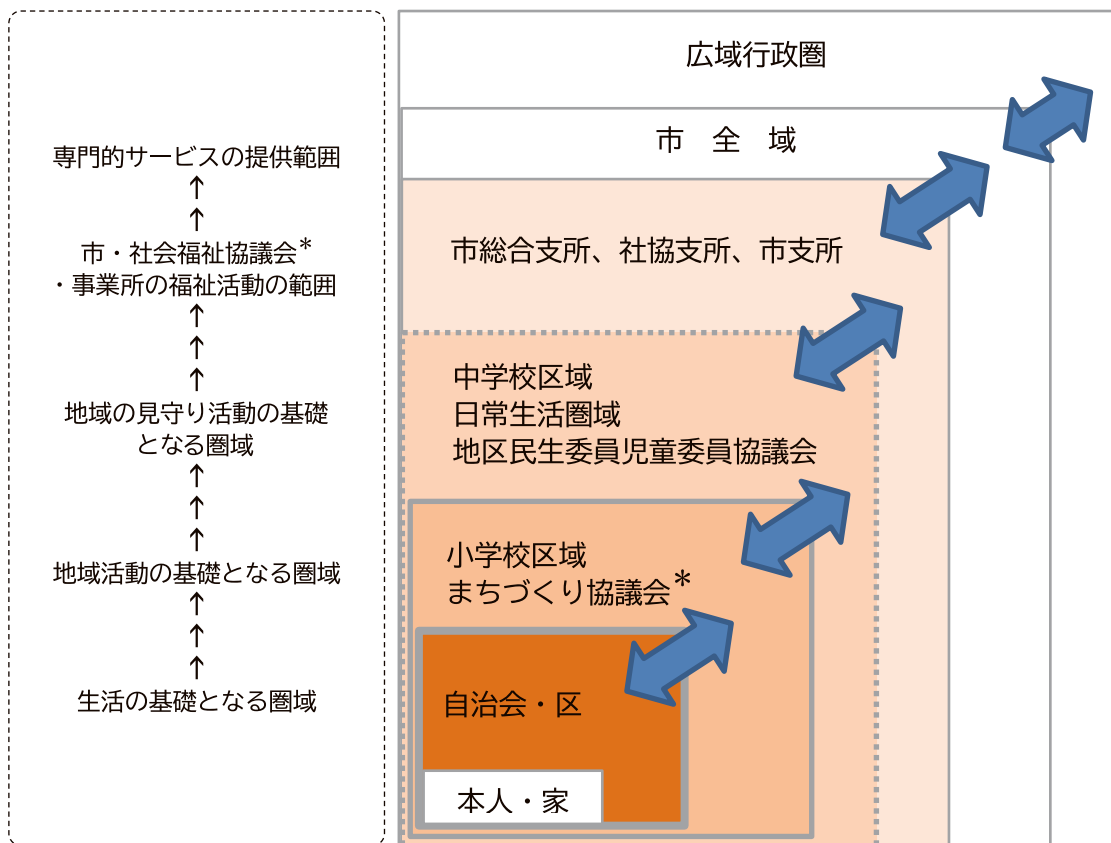 専門的サービスの提供範囲
↑
↑
市・社会福祉協議会*
・事業所の福祉活動の範囲
↑
↑
↑
地域の見守り活動の基礎
となる圏域
↑
↑
↑
地域活動の基礎となる圏域
↑
↑
↑
生活の基礎となる圏域
広域行政圏
市 全 域
市総合支所、社協支所、市支所
中学校区域
日常生活圏域
地区民生委員児童委員協議会
小学校区域
まちづくり協議会*
自治会・区
本人・家